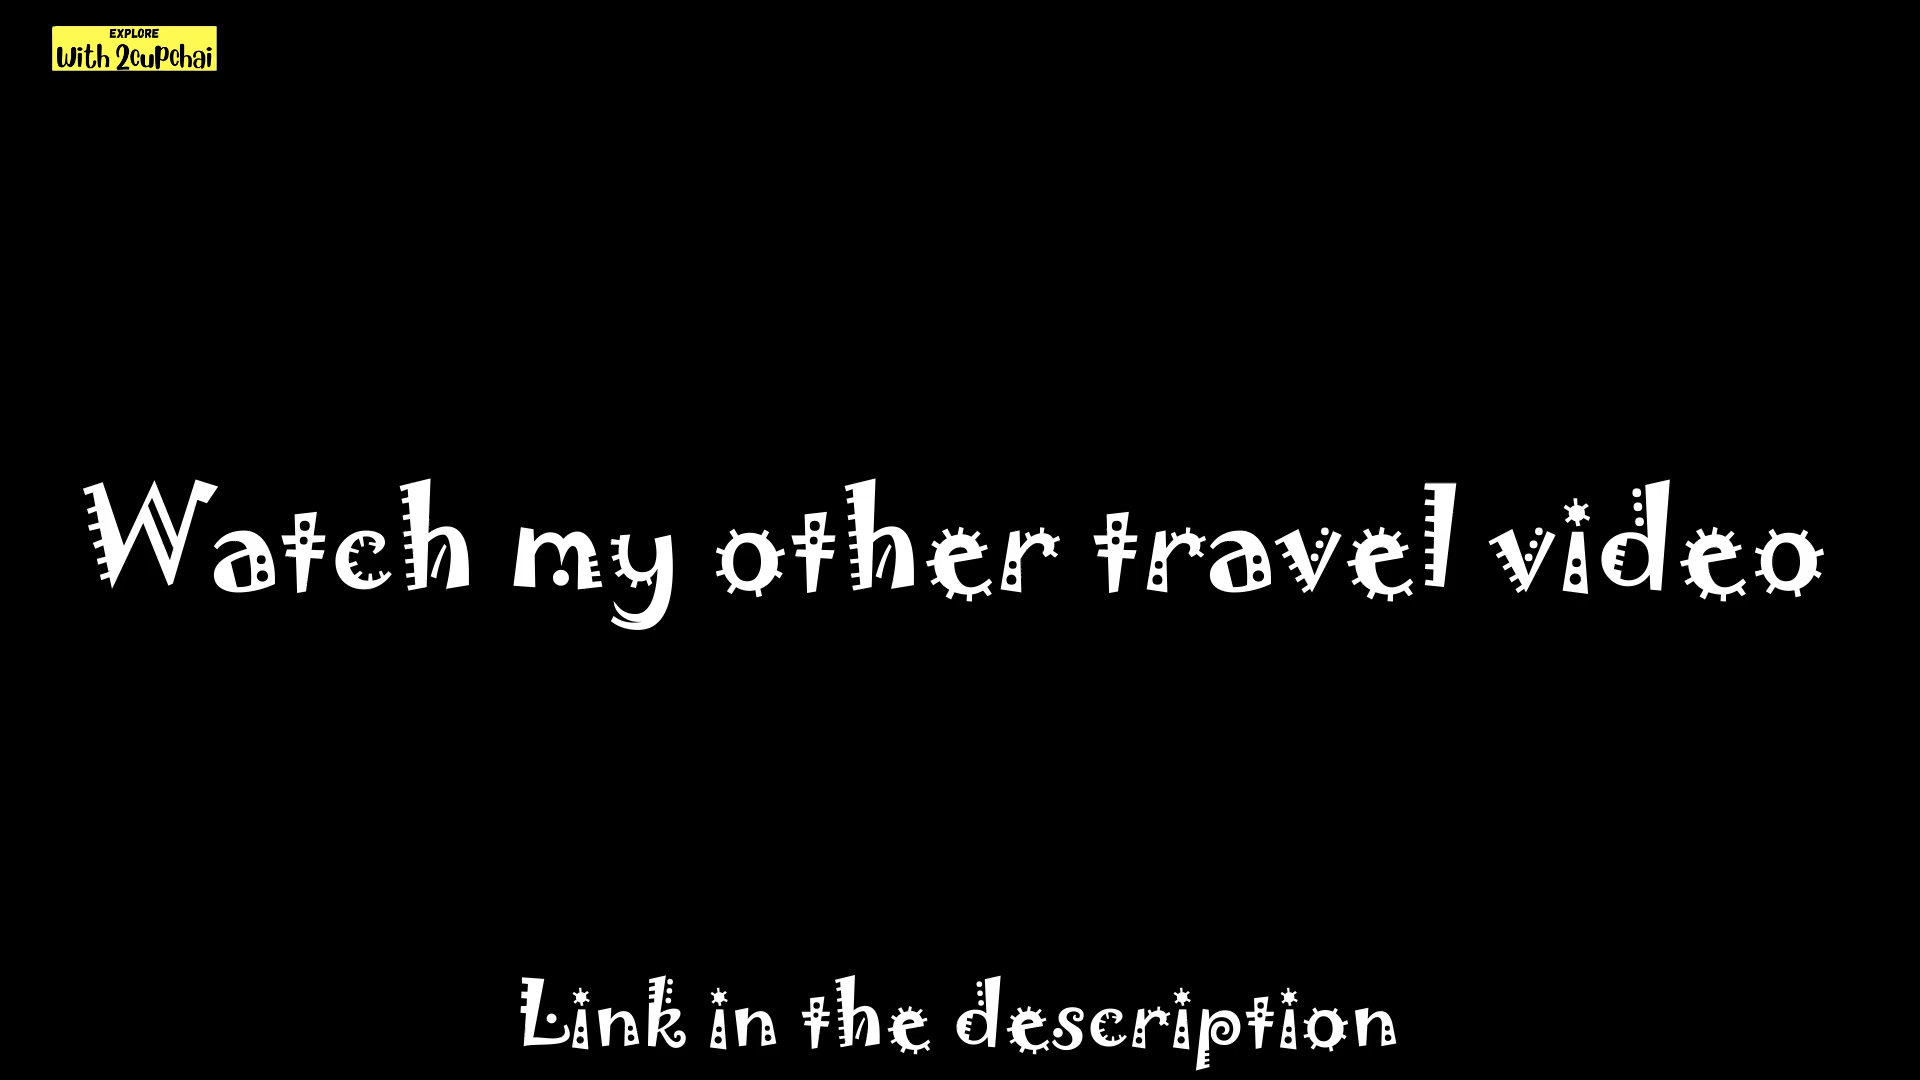 EXPLORE
With 2cupchai
Watch my other travel video
Link in the description